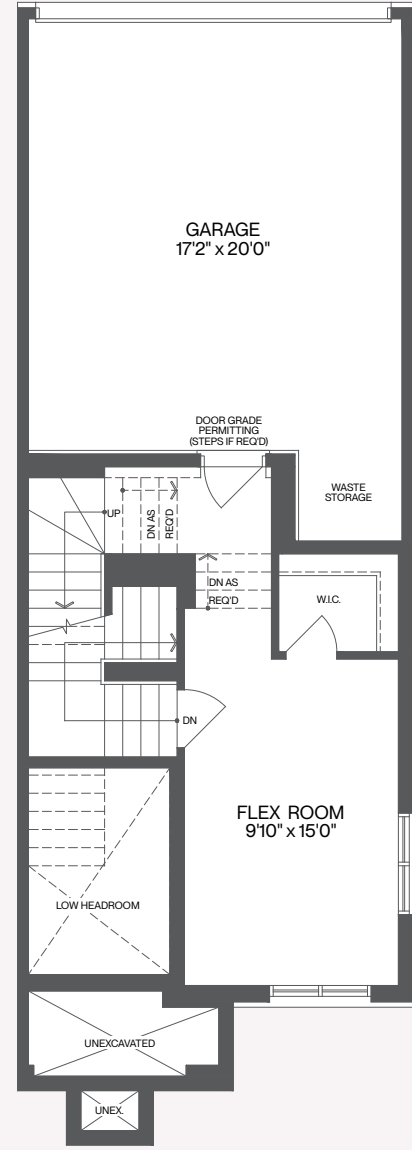 GARAGE
17'2" x 20'0"
DOOR GRADE
PERMITTING
(STEPS IF REQ'D)
WASTE
STORAGE
UP
DN AS
REQ'D
DN AS
REQ'D
W.I.C.
DN
FLEX ROOM
9'10" x 15'0"
LOW HEADROOM
UNEXCAVATED
UNEX.